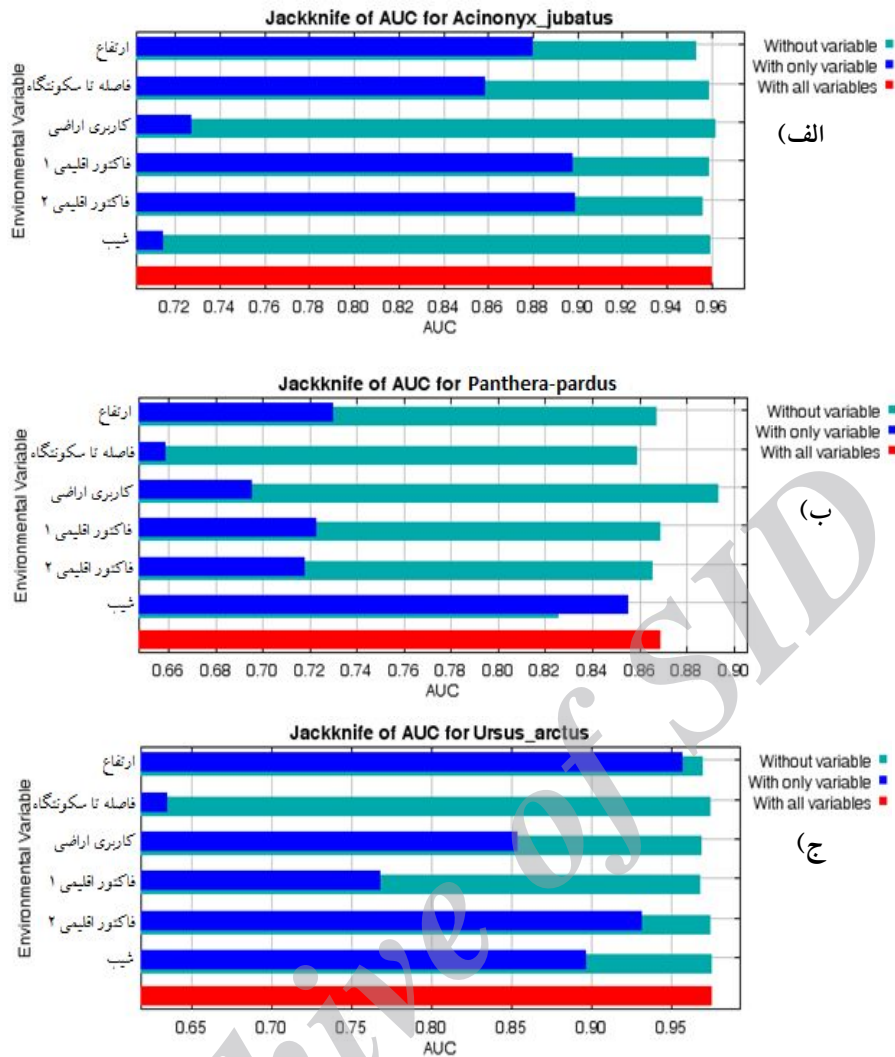 Jackknife of AUC for Acinonyx_jubatus
Environmental Variable
ارتفاع
فاصله تا سکونتگاه
کاربری اراضی
فاکتور اقلیمی ۱
فاکتور اقلیمی ۲
شیب
0.72 0.74 0.76 0.78 0.80 0.82 0.84 0.86 0.88 0.90 0.92 0.94 0.96
AUC
Without variable
With only variable
With all variables
الف)
Jackknife of AUC for Panthera-pardus
Environmental Variable
ارتفاع
فاصله تا سکونتگاه
کاربری اراضی
فاکتور اقلیمی ۱
فاکتور اقلیمی ۲
شیب
0.66 0.68 0.70 0.72 0.74 0.76 0.78 0.80 0.82 0.84 0.86 0.88 0.90
AUC
Without variable
With only variable
With all variables
ب)
Jackknife of AUC for Ursus_arctus
Environmental Variable
ارتفاع
فاصله تا سکونتگاه
کاربری اراضی
فاکتور اقلیمی ۱
فاکتور اقلیمی ۲
شیب
0.65 0.70 0.75 0.80 0.85 0.90 0.95
AUC
Without variable
With only variable
With all variables
ج)
hive of SID